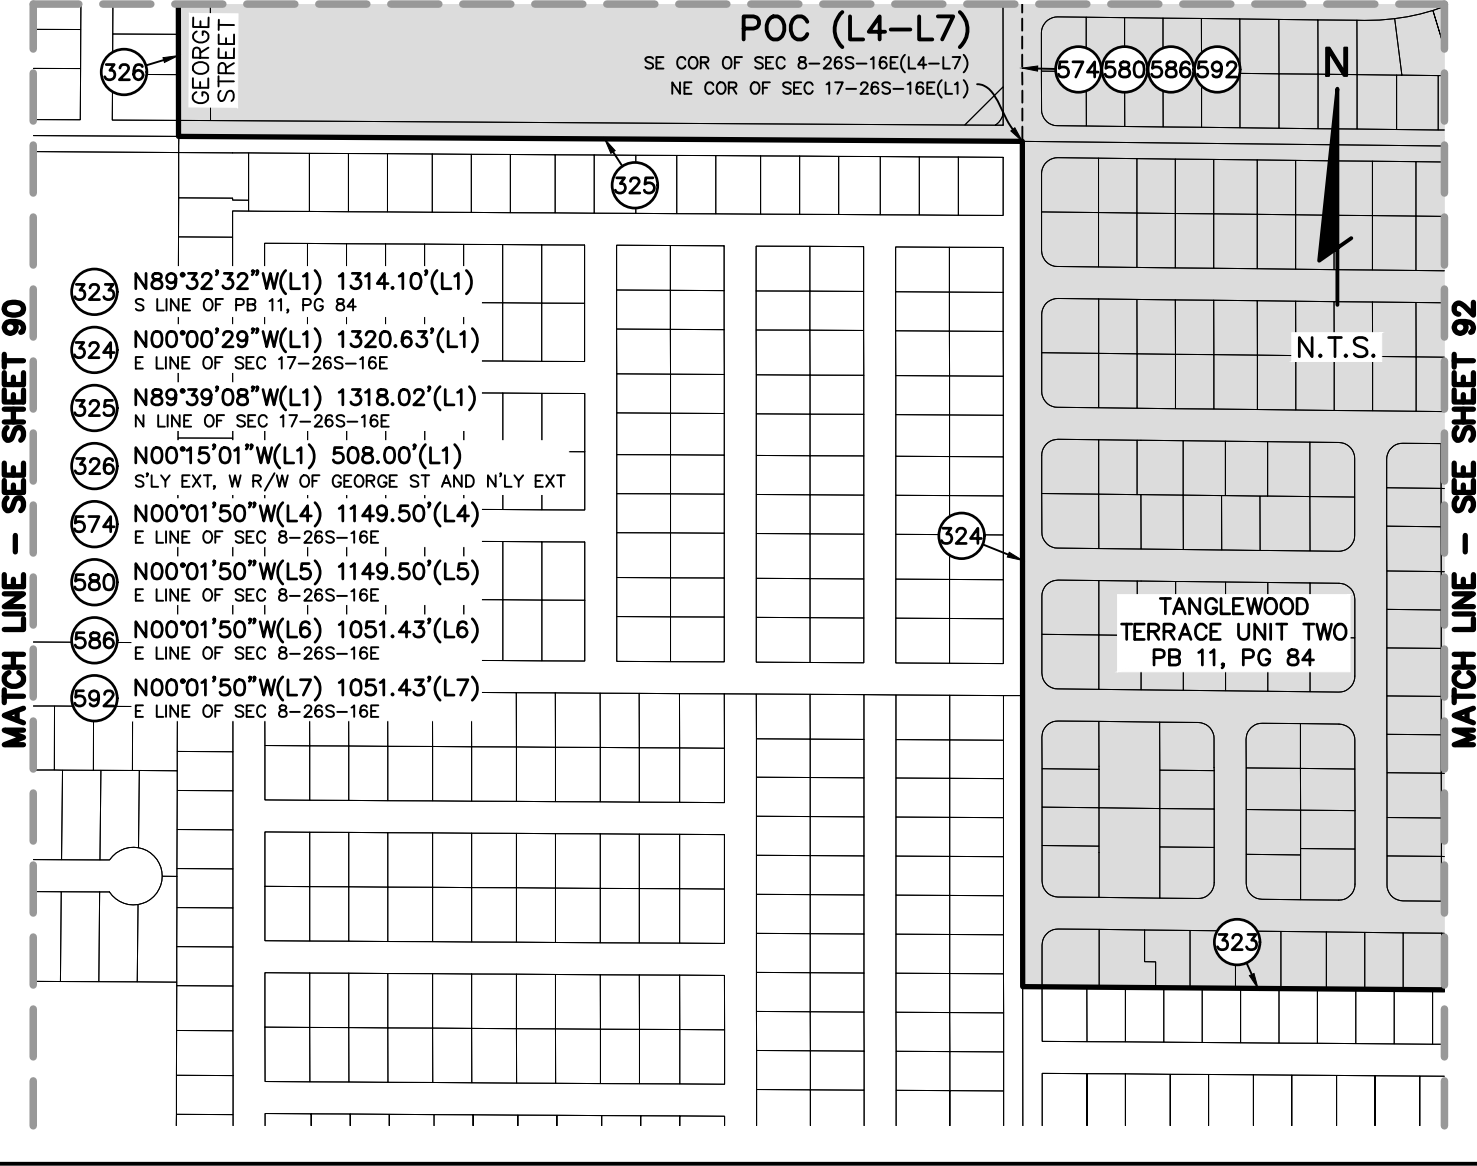 POC (L4–L7)
SE COR OF SEC 8–26S–16E(L4–L7)
NE COR OF SEC 17–26S–16E(L1)
GEORGE
STREET
326
574 580 586 592
N
325
323 N89°32'32"W(L1) 1314.10'(L1)
S LINE OF PB 11, PG 84
324 N00°00'29"W(L1) 1320.63'(L1)
E LINE OF SEC 17–26S–16E
325 N89°39'08"W(L1) 1318.02'(L1)
N LINE OF SEC 17–26S–16E
326 N00°15'01"W(L1) 508.00'(L1)
S'LY EXT, W R/W OF GEORGE ST AND N'LY EXT
574 N00°01'50"W(L4) 1149.50'(L4)
E LINE OF SEC 8–26S–16E
580 N00°01'50"W(L5) 1149.50'(L5)
E LINE OF SEC 8–26S–16E
586 N00°01'50"W(L6) 1051.43'(L6)
E LINE OF SEC 8–26S–16E
592 N00°01'50"W(L7) 1051.43'(L7)
E LINE OF SEC 8–26S–16E
N.T.S.
324
TANGLEWOOD
TERRACE UNIT TWO
PB 11, PG 84
323
MATCH LINE – SEE SHEET 90
MATCH LINE – SEE SHEET 92